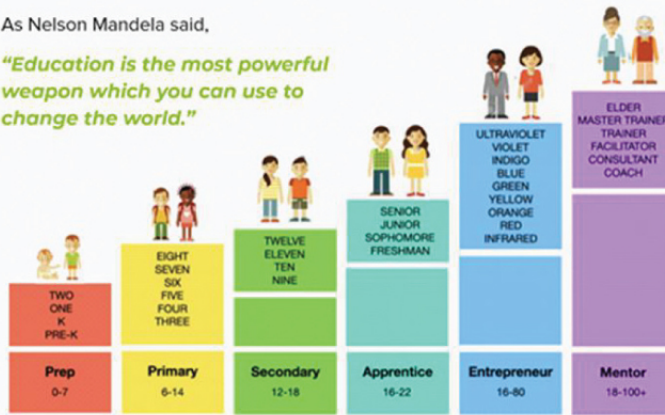 As Nelson Mandela said,
“Education is the most powerful
weapon which you can use to
change the world.”
TWO
ONE
K
PRE-K
EIGHT
SEVEN
SIX
FIVE
FOUR
THREE
TWELVE
ELEVEN
TEN
NINE
SENIOR
JUNIOR
SOPHOMORE
FRESHMAN
ULTRAVIOLET
VIOLET
INDIGO
BLUE
GREEN
YELLOW
ORANGE
RED
INFRARED
ELDER
MASTER TRAINER
TRAINER
FACILITATOR
CONSULTANT
COACH
Prep
0-7
Primary
6-14
Secondary
12-18
Apprentice
16-22
Entrepreneur
16-80
Mentor
18-100+